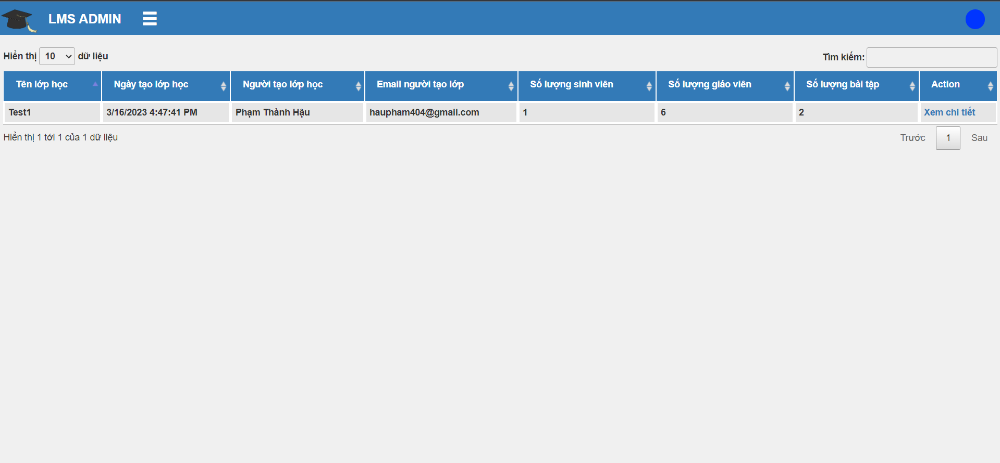 LMS ADMIN
Hiển thị 10 dữ liệu
Tìm kiếm:
Tên lớp học Ngày tạo lớp học Người tạo lớp học Email người tạo lớp Số lượng sinh viên Số lượng giáo viên Số lượng bài tập Action
Test1 3/16/2023 4:47:41 PM Phạm Thành Hậu haupham404@gmail.com 1 6 2 Xem chi tiết
Hiển thị 1 tới 1 của 1 dữ liệu
Trước 1 Sau